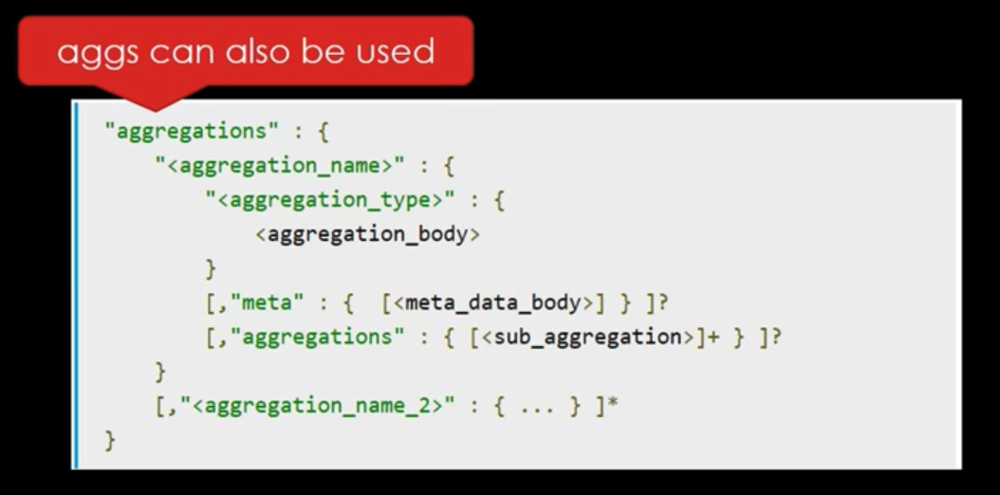 aggs can also be used
"aggregations" : {
"<aggregation_name>" : {
"<aggregation_type>" : {
<aggregation_body>
}
[,"meta" : {  [<meta_data_body>] } ]?
[,"aggregations" : { [<sub_aggregation>]+ } ]?
}
[,"<aggregation_name_2>" : { ... } ]*
}